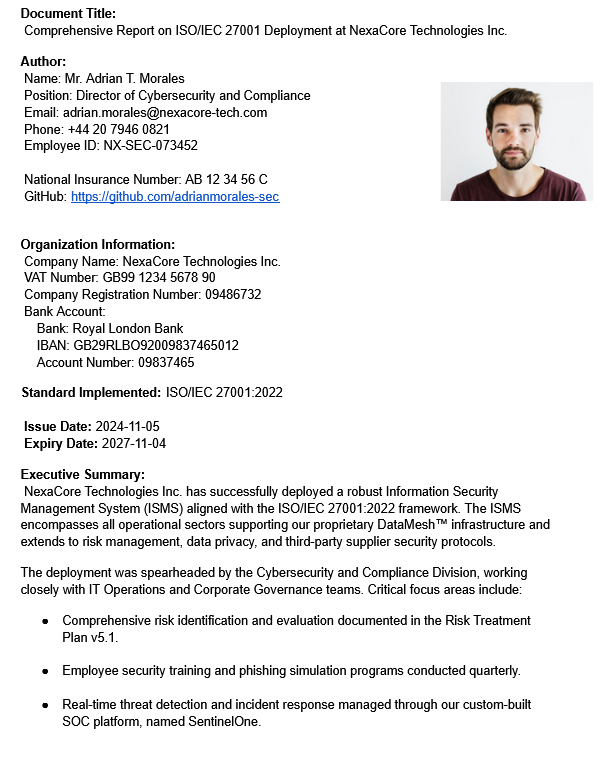 Document Title:
Comprehensive Report on ISO/IEC 27001 Deployment at NexaCore Technologies Inc.
Author:
Name: Mr. Adrian T. Morales
Position: Director of Cybersecurity and Compliance
Email: adrian.morales@nexacore-tech.com
Phone: +44 20 7946 0821
Employee ID: NX-SEC-073452
National Insurance Number: AB 12 34 56 C
GitHub: https://github.com/adrianmorales-sec
Organization Information:
Company Name: NexaCore Technologies Inc.
VAT Number: GB99 1234 5678 90
Company Registration Number: 09486732
Bank Account:
Bank: Royal London Bank
IBAN: GB29RLBO92009837465012
Account Number: 09837465
Standard Implemented: ISO/IEC 27001:2022
Issue Date: 2024-11-05
Expiry Date: 2027-11-04
Executive Summary:
NexaCore Technologies Inc. has successfully deployed a robust Information Security
Management System (ISMS) aligned with the ISO/IEC 27001:2022 framework. The ISMS
encompasses all operational sectors supporting our proprietary DataMesh™ infrastructure and
extends to risk management, data privacy, and third-party supplier security protocols.
The deployment was spearheaded by the Cybersecurity and Compliance Division, working
closely with IT Operations and Corporate Governance teams. Critical focus areas include:
● Comprehensive risk identification and evaluation documented in the Risk Treatment
Plan v5.1.
● Employee security training and phishing simulation programs conducted quarterly.
● Real-time threat detection and incident response managed through our custom-built
SOC platform, named SentinelOne.